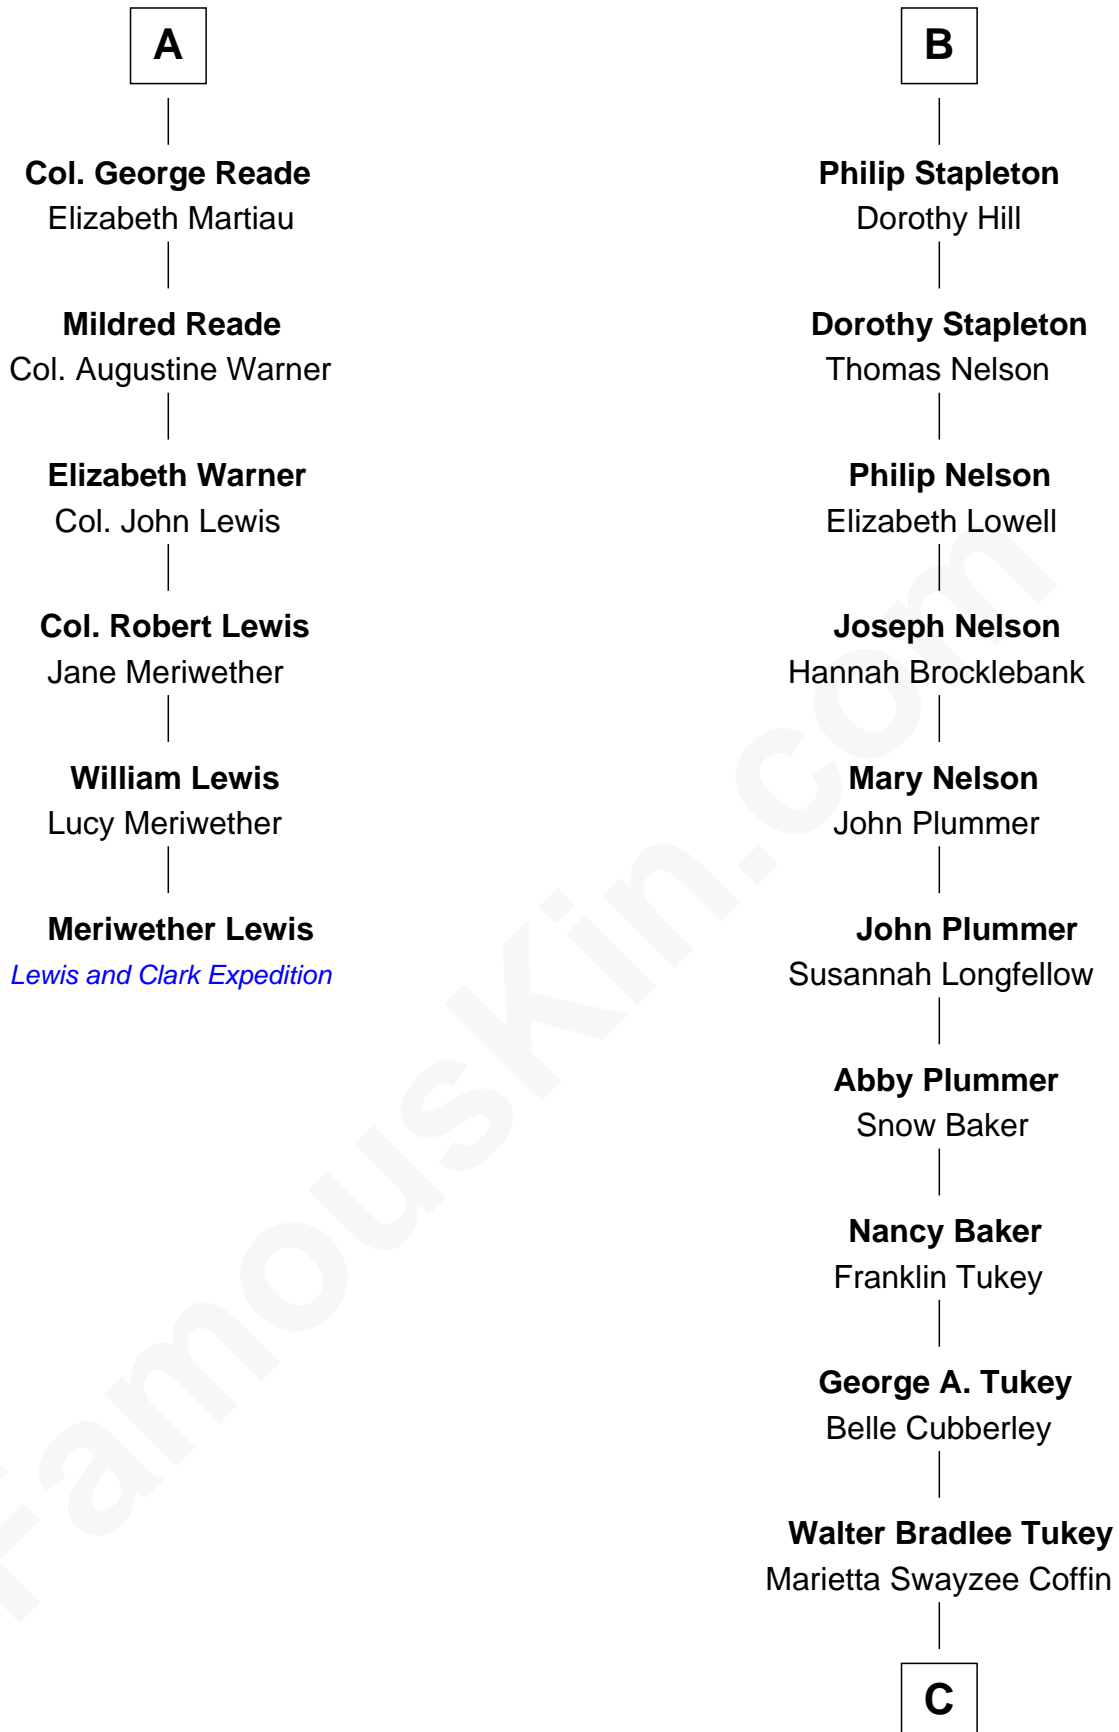 A
Col. George Reade
Elizabeth Martiau
Mildred Reade
Col. Augustine Warner
Elizabeth Warner
Col. John Lewis
Col. Robert Lewis
Jane Meriwether
William Lewis
Lucy Meriwether
Meriwether Lewis
Lewis and Clark Expedition
B
Philip Stapleton
Dorothy Hill
Dorothy Stapleton
Thomas Nelson
Philip Nelson
Elizabeth Lowell
Joseph Nelson
Hannah Brocklebank
Mary Nelson
John Plummer
John Plummer
Susannah Longfellow
Abby Plummer
Snow Baker
Nancy Baker
Franklin Tukey
George A. Tukey
Belle Cubberley
Walter Bradlee Tukey
Marietta Swayzee Coffin
C
FamousKin.com